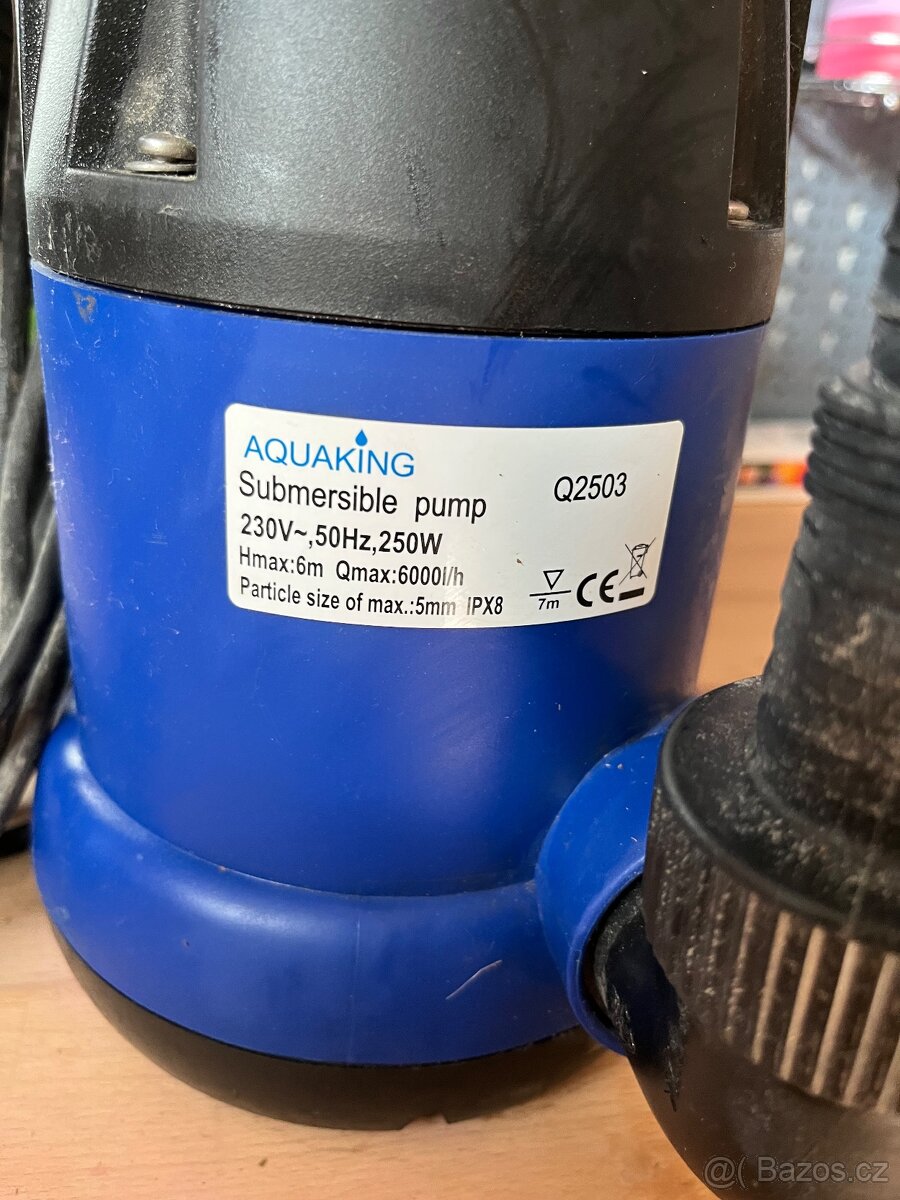 AQUAKING
Submersible pump
Q2503
230V~,50Hz,250W
Hmax:6m Qmax:6000l/h
Particle size of max.:5mm IPX8
7m
CE
@( Bazos.cz